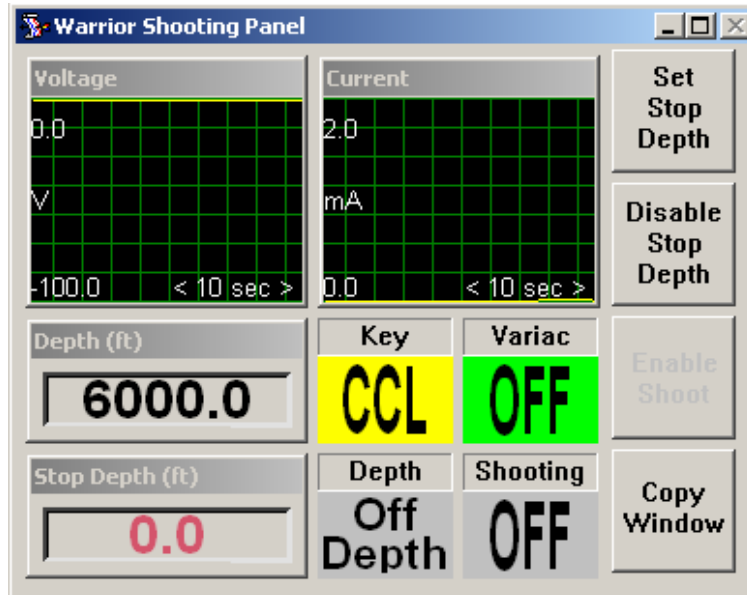 Warrior Shooting Panel
Voltage
0.0
V
-100.0 < 10 sec >
Current
2.0
mA
0.0 < 10 sec >
Set
Stop
Depth
Disable
Stop
Depth
Depth (ft)
6000.0
Key
CCL
Variac
OFF
Enable
Shoot
Stop Depth (ft)
0.0
Depth
Off
Depth
Shooting
OFF
Copy
Window